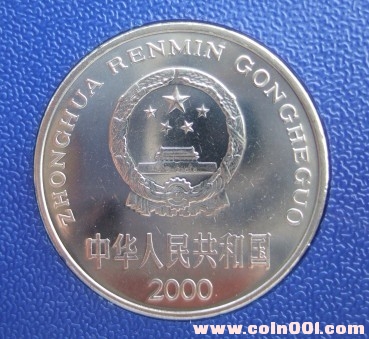 ZHONGHUA RENMIN GONGHEGUO
中华人民共和国
2000
www.coin001.com